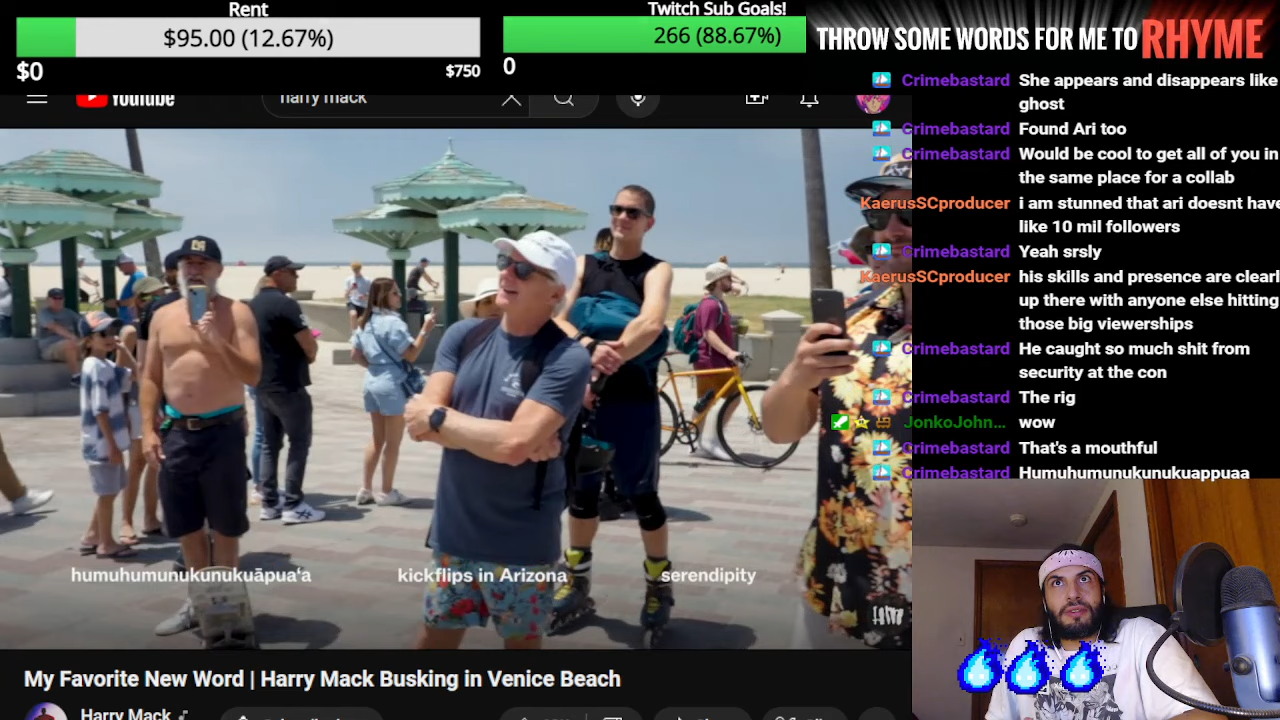 Rent
$95.00 (12.67%)
$0
$750
Twitch Sub Goals!
266 (88.67%)
0
THROW SOME WORDS FOR ME TO RHYME
YouTube
harry mack
humuhumunukunukuāpuaʻa
kickflips in Arizona
serendipity
My Favorite New Word | Harry Mack Busking in Venice Beach
Harry Mack
Crimebastard She appears and disappears like
ghost
Crimebastard Found Ari too
Crimebastard Would be cool to get all of you in
the same place for a collab
KaerusSCproducer i am stunned that ari doesnt have
like 10 mil followers
Crimebastard Yeah srsly
KaerusSCproducer his skills and presence are clearl
up there with anyone else hitting
those big viewerships
Crimebastard He caught so much shit from
security at the con
Crimebastard The rig
JonkoJohn... wow
Crimebastard That's a mouthful
Crimebastard Humuhumunukunukuappuaa